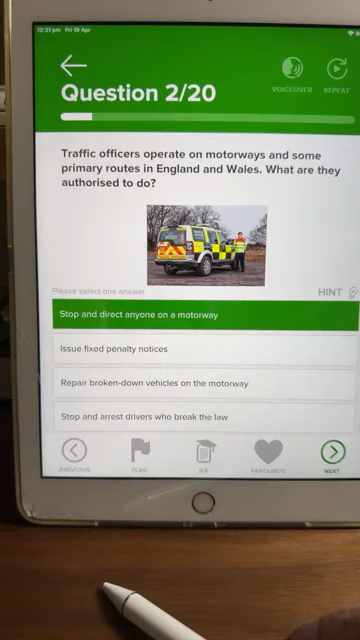 12:31 pm Fri 19 Apr
Question 2/20
VOICEOVER
REPEAT
Traffic officers operate on motorways and some
primary routes in England and Wales. What are they
authorised to do?
Please select one answer
HINT
Stop and direct anyone on a motorway
Issue fixed penalty notices
Repair broken-down vehicles on the motorway
Stop and arrest drivers who break the law
PREVIOUS
FLAG
FAVOURITE
NEXT